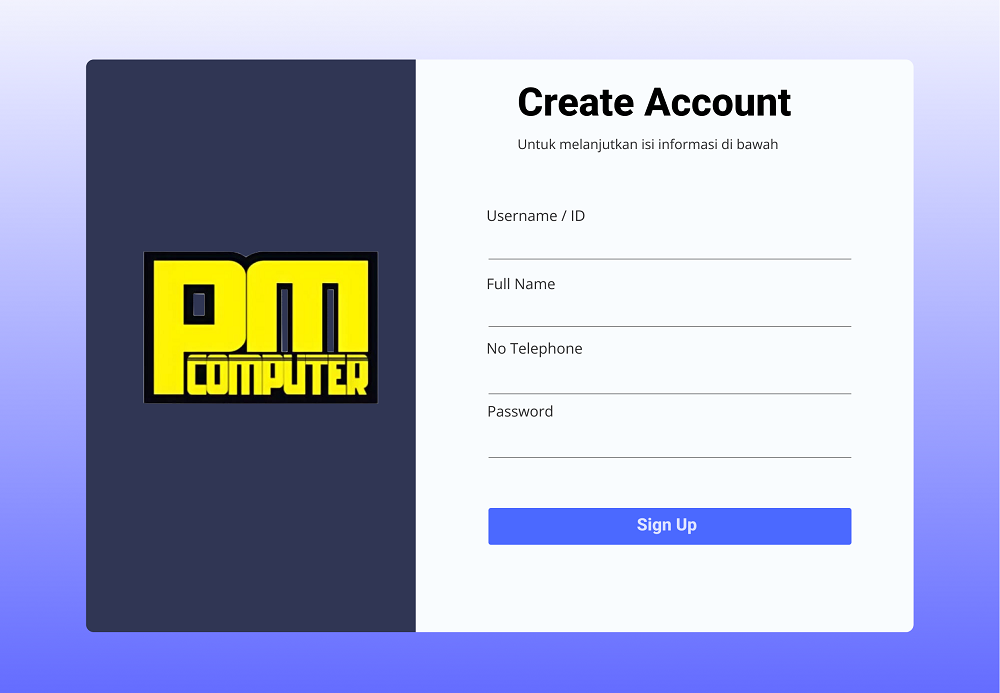 PM
COMPUTER
Create Account
Untuk melanjutkan isi informasi di bawah
Username / ID
Full Name
No Telephone
Password
Sign Up